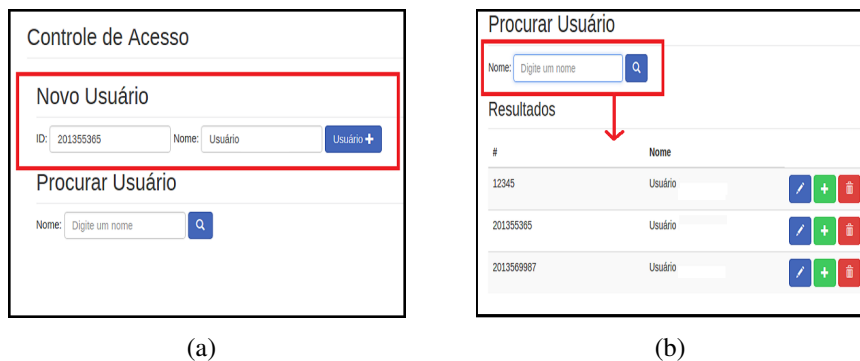 Controle de Acesso
Novo Usuário
ID: 201355365 Nome: Usuário Usuário +
Procurar Usuário
Nome: Digite um nome
(a)
Procurar Usuário
Nome: Digite um nome
Resultados
# Nome
12345 Usuário
201355365 Usuário
2013569987 Usuário
(b)